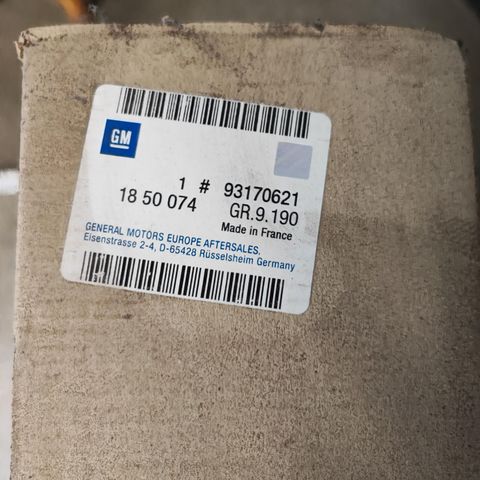 GM
1 # 93170621
18 50 074 GR.9.190
Made in France
GENERAL MOTORS EUROPE AFTERSALES,
Eisenstrasse 2-4, D-65428 Rüsselsheim Germany